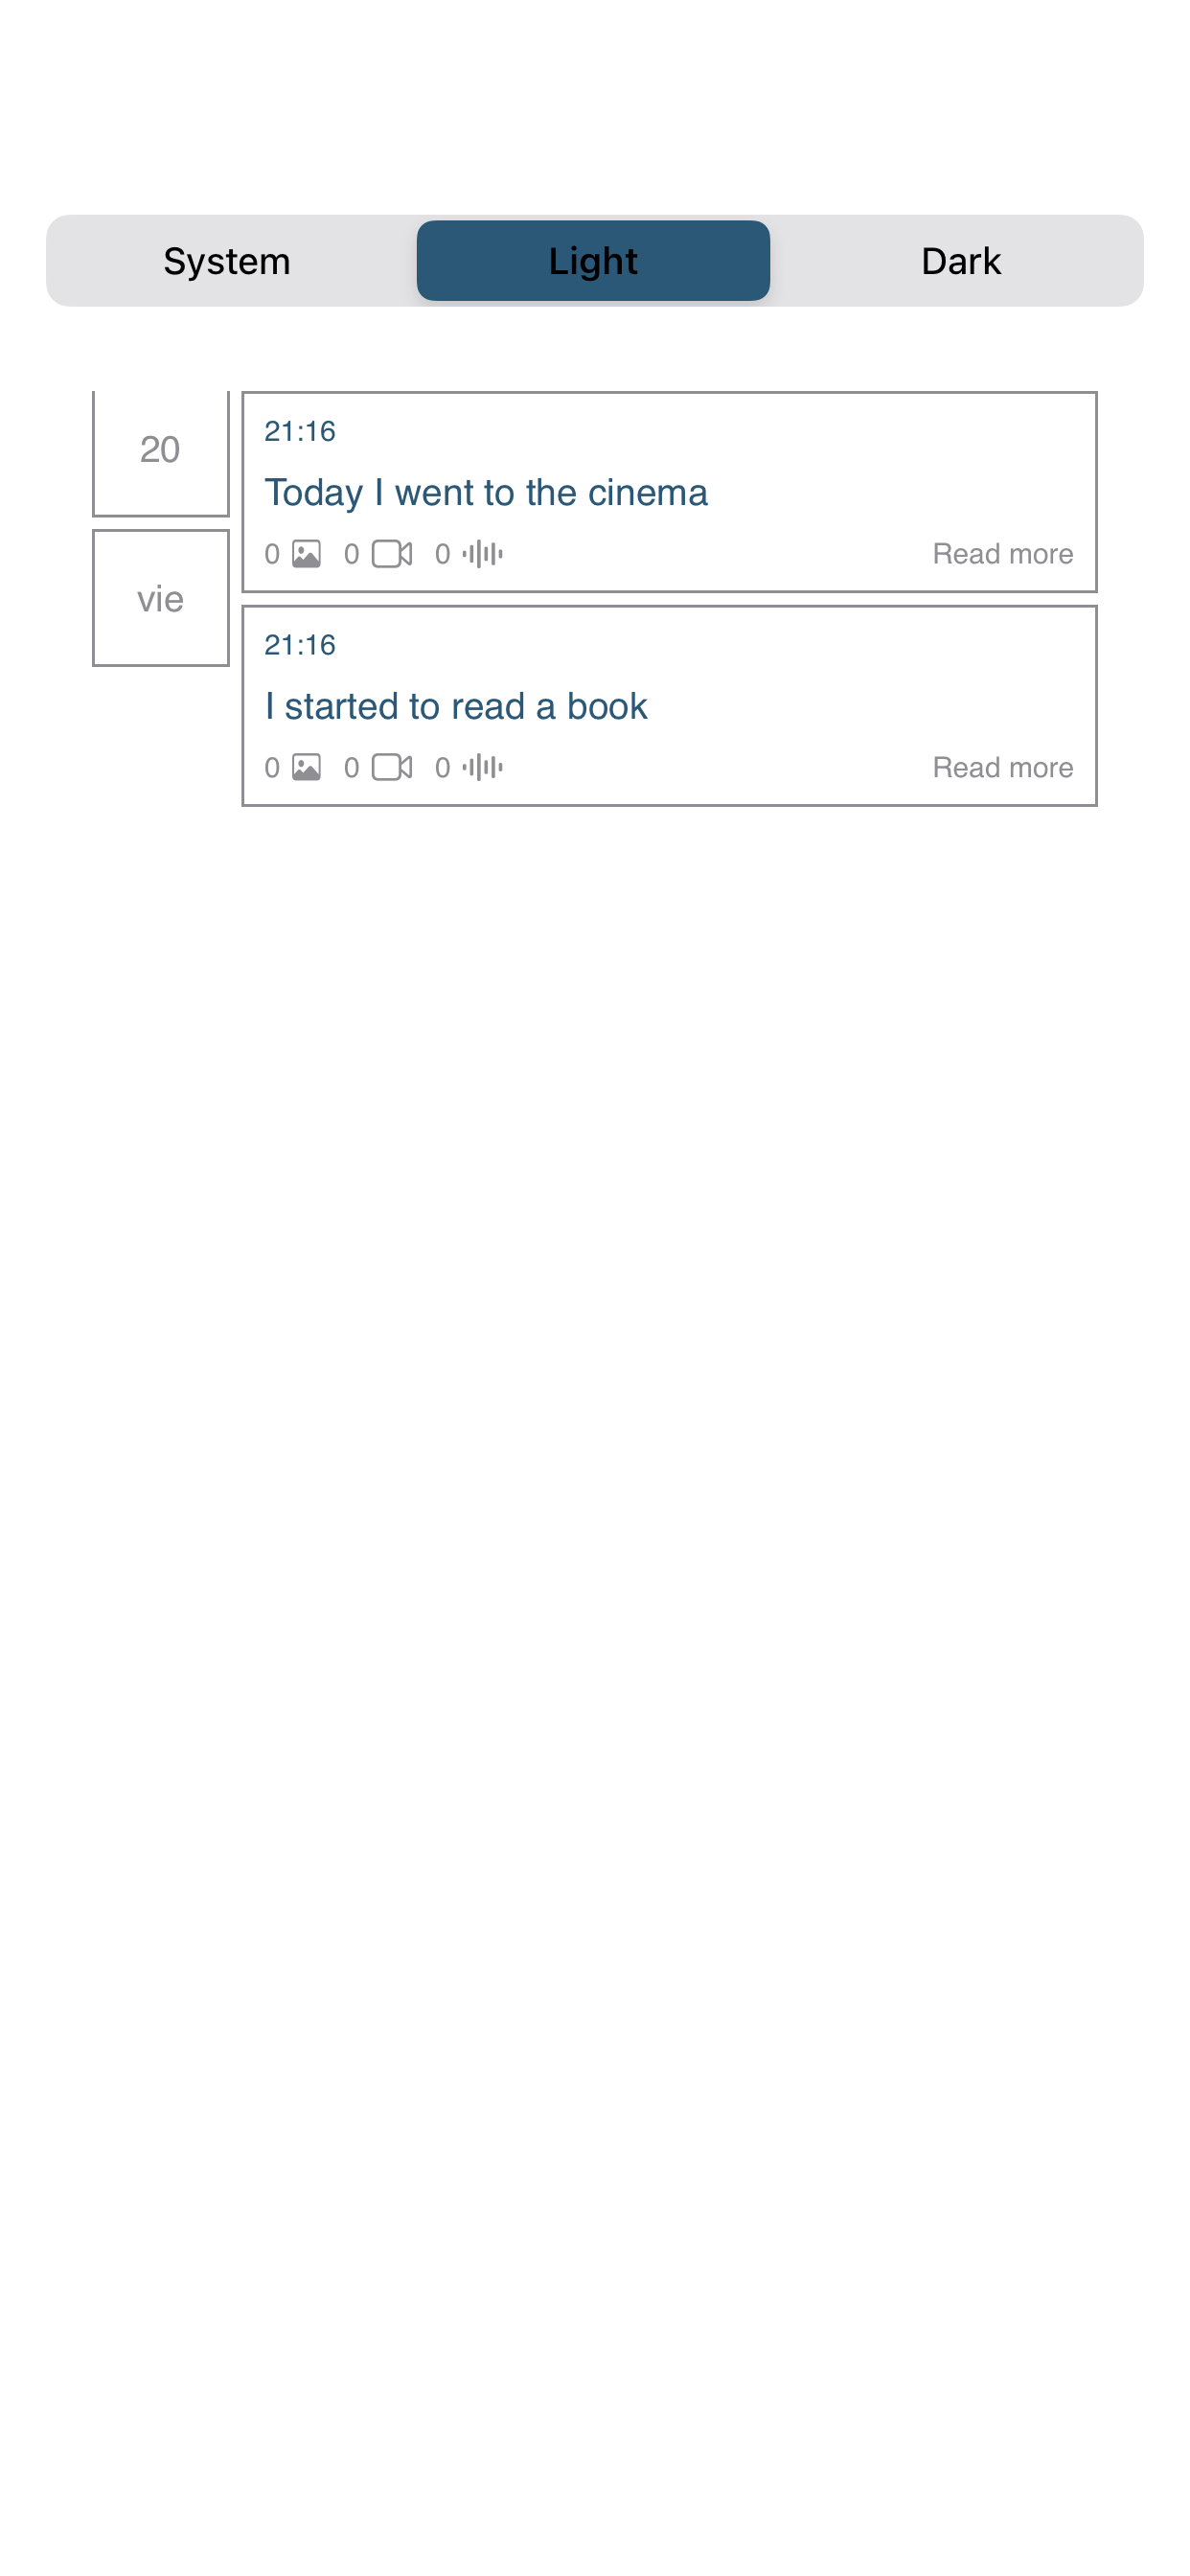 System Light Dark
20
vie
21:16
Today I went to the cinema
0 0 0 Read more
21:16
I started to read a book
0 0 0 Read more